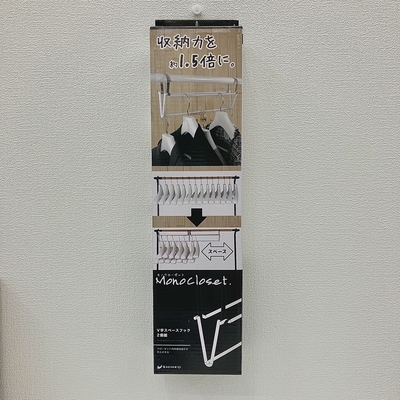 収納力を
約1.5倍に。
スペース
モノクローゼット
Monocloset.
V字スペースフック
2個組